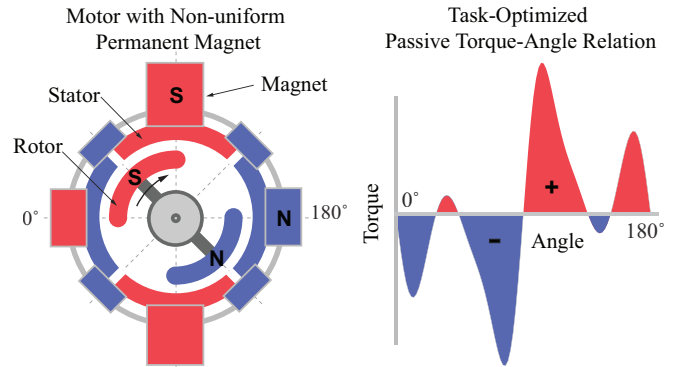 Motor with Non-uniform
Permanent Magnet
S
Magnet
Stator
Rotor
S
0°
N
180°
N
Task-Optimized
Passive Torque-Angle Relation
Torque
0°
+
−
Angle
180°